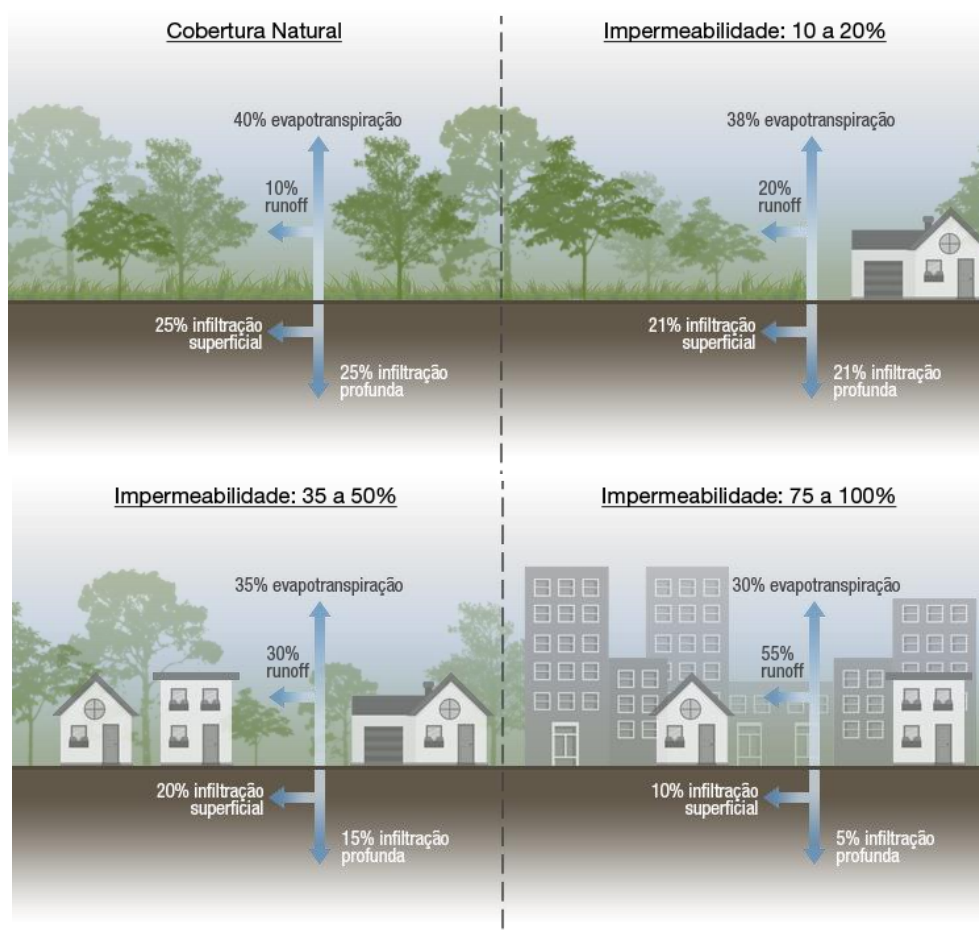 Cobertura Natural
40% evapotranspiração
10%
runoff
25% infiltração
superficial
25% infiltração
profunda
Impermeabilidade: 10 a 20%
38% evapotranspiração
20%
runoff
21% infiltração
superficial
21% infiltração
profunda
Impermeabilidade: 35 a 50%
35% evapotranspiração
30%
runoff
20% infiltração
superficial
15% infiltração
profunda
Impermeabilidade: 75 a 100%
30% evapotranspiração
55%
runoff
10% infiltração
superficial
5% infiltração
profunda